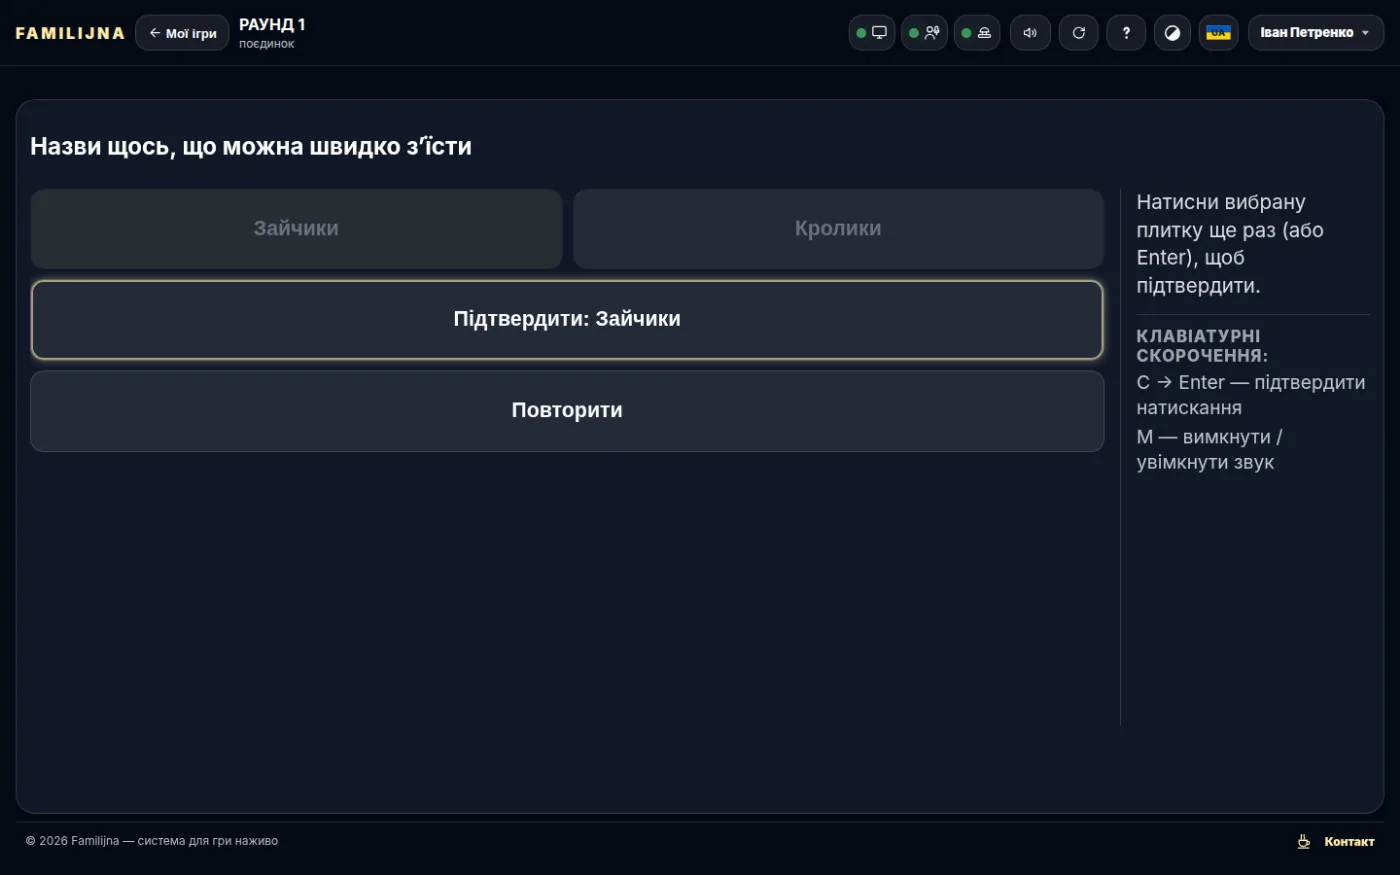 FAMILIJNA
← Мої ігри
РАУНД 1
поєдинок
?
UA
Іван Петренко
Назви щось, що можна швидко з’їсти
Зайчики
Кролики
Підтвердити: Зайчики
Повторити
Натисни вибрану
плитку ще раз (або
Enter), щоб
підтвердити.
КЛАВІАТУРНІ
СКОРОЧЕННЯ:
C → Enter — підтвердити
натискання
M — вимкнути /
увімкнути звук
© 2026 Familijna — система для гри наживо
Контакт